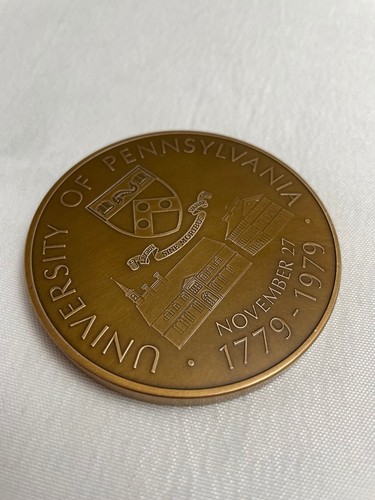 UNIVERSITY OF PENNSYLVANIA
NOVEMBER 27
· 1779 - 1979 ·